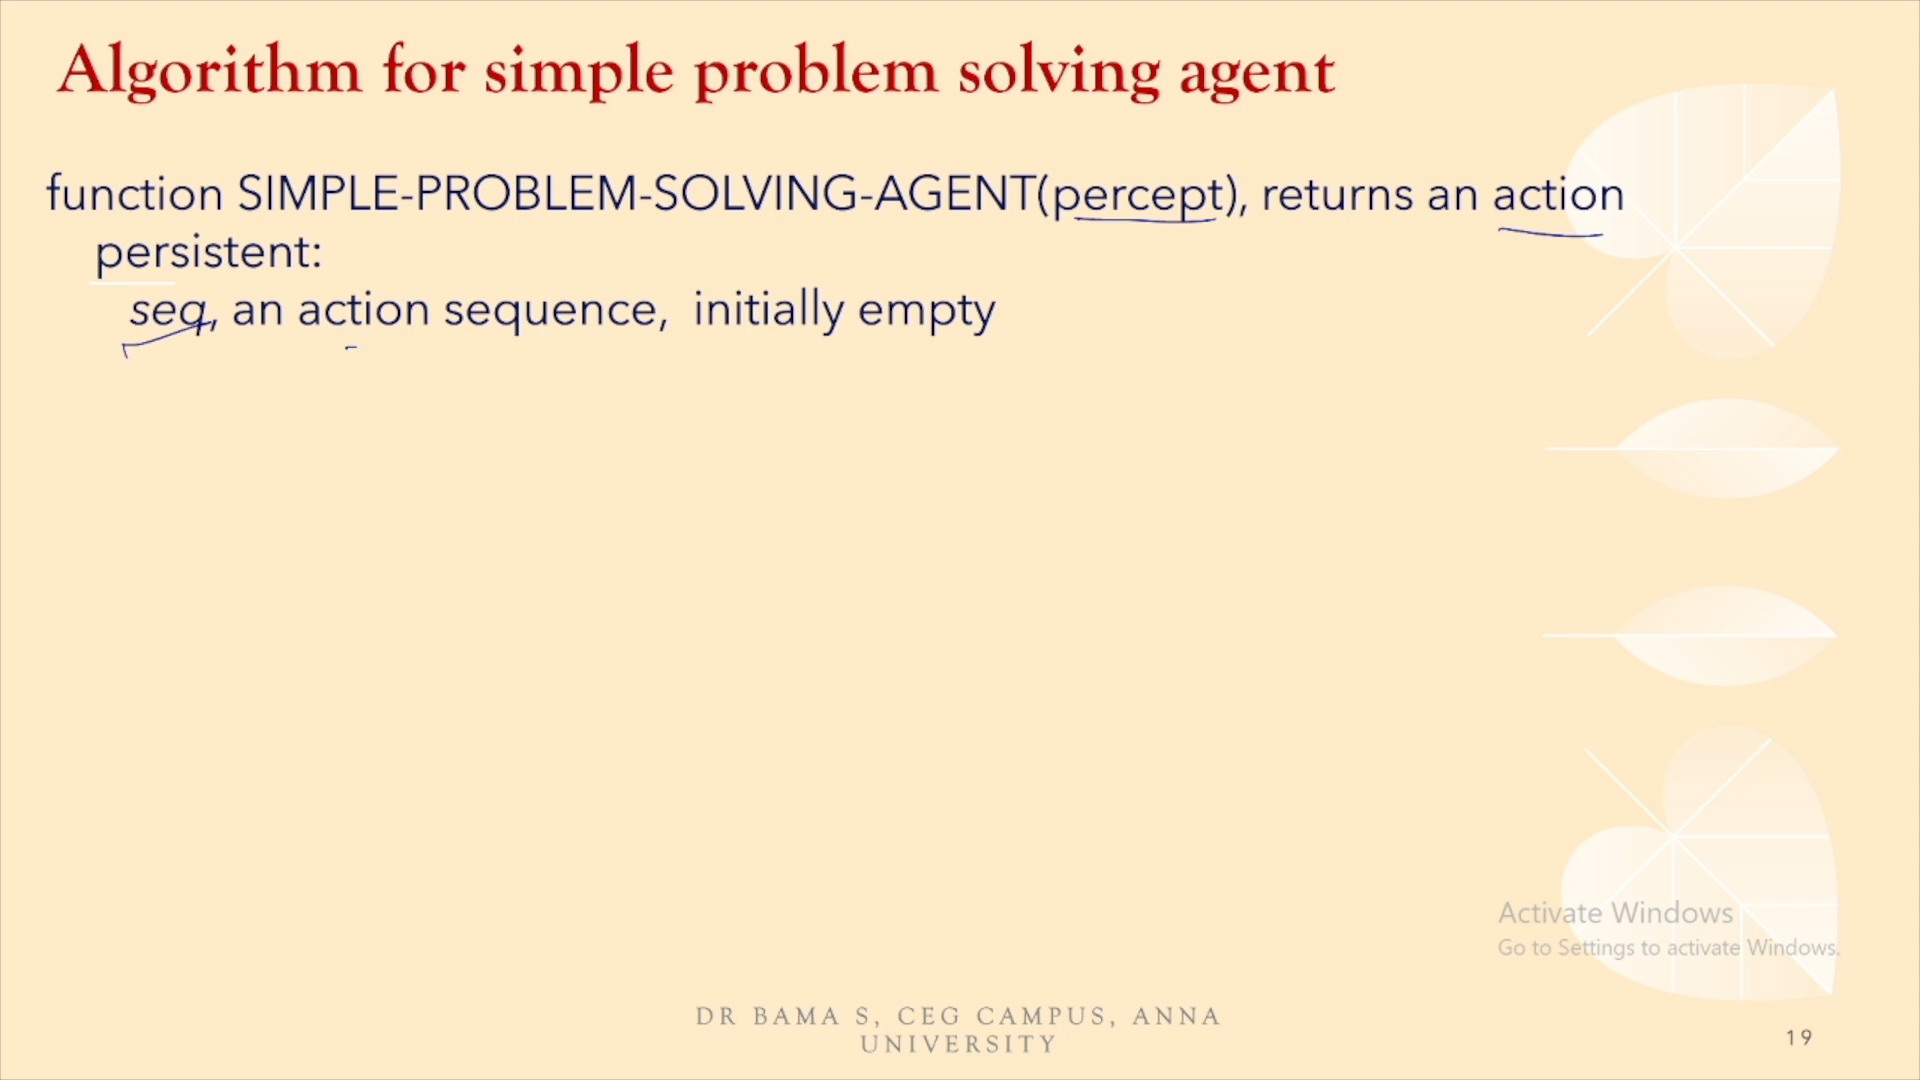 Algorithm for simple problem solving agent
function SIMPLE-PROBLEM-SOLVING-AGENT(percept), returns an action
persistent:
seq, an action sequence, initially empty
Activate Windows
Go to Settings to activate Windows.
DR BAMA S, CEG CAMPUS, ANNA
UNIVERSITY
19